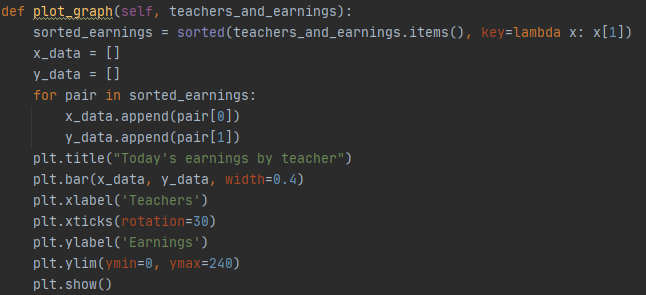 def plot_graph(self, teachers_and_earnings):
    sorted_earnings = sorted(teachers_and_earnings.items(), key=lambda x: x[1])
    x_data = []
    y_data = []
    for pair in sorted_earnings:
        x_data.append(pair[0])
        y_data.append(pair[1])
    plt.title("Today's earnings by teacher")
    plt.bar(x_data, y_data, width=0.4)
    plt.xlabel('Teachers')
    plt.xticks(rotation=30)
    plt.ylabel('Earnings')
    plt.ylim(ymin=0, ymax=240)
    plt.show()